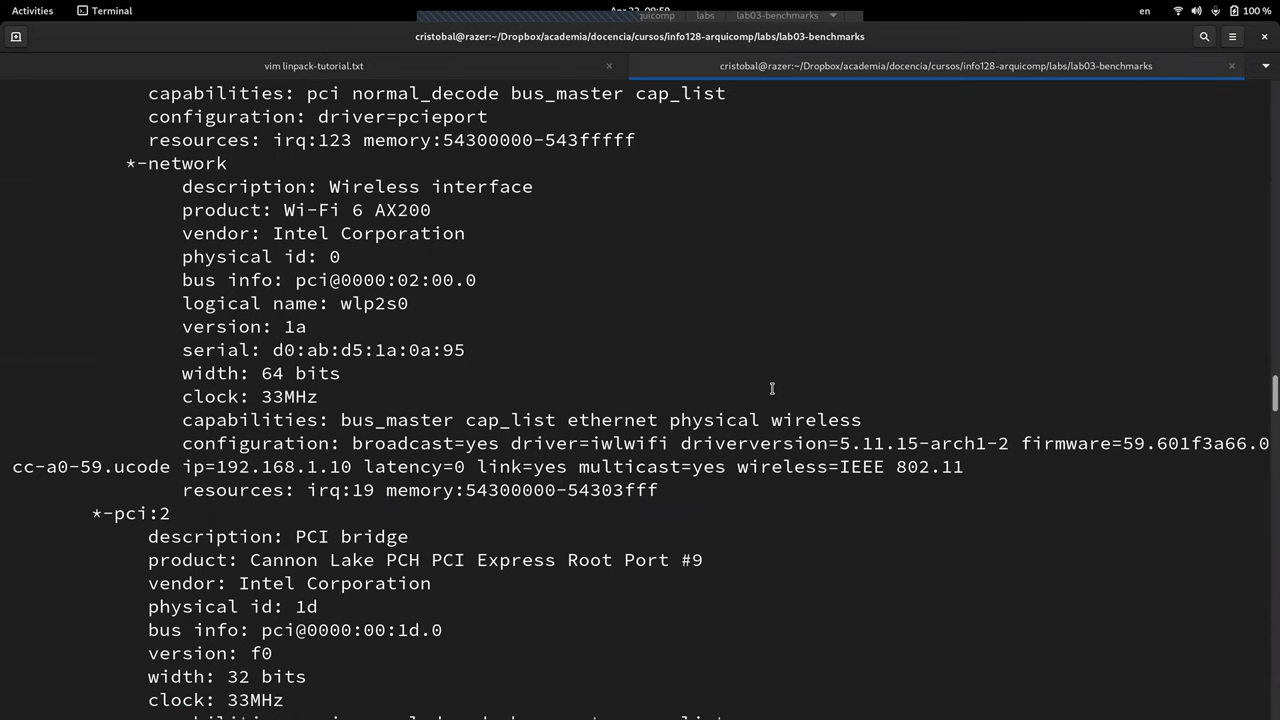 Activities Terminal Apr 22, 09:59 en 100 %
quicomp labs lab03-benchmarks
cristobal@razer:~/Dropbox/academia/docencia/cursos/info128-arquicomp/labs/lab03-benchmarks
vim linpack-tutorial.txt × cristobal@razer:~/Dropbox/academia/docencia/cursos/info128-arquicomp/labs/lab03-benchmarks ×
capabilities: pci normal_decode bus_master cap_list
configuration: driver=pcieport
resources: irq:123 memory:54300000-543fffff
*-network
description: Wireless interface
product: Wi-Fi 6 AX200
vendor: Intel Corporation
physical id: 0
bus info: pci@0000:02:00.0
logical name: wlp2s0
version: 1a
serial: d0:ab:d5:1a:0a:95
width: 64 bits
clock: 33MHz
capabilities: bus_master cap_list ethernet physical wireless
configuration: broadcast=yes driver=iwlwifi driverversion=5.11.15-arch1-2 firmware=59.601f3a66.0
cc-a0-59.ucode ip=192.168.1.10 latency=0 link=yes multicast=yes wireless=IEEE 802.11
resources: irq:19 memory:54300000-54303fff
*-pci:2
description: PCI bridge
product: Cannon Lake PCH PCI Express Root Port #9
vendor: Intel Corporation
physical id: 1d
bus info: pci@0000:00:1d.0
version: f0
width: 32 bits
clock: 33MHz